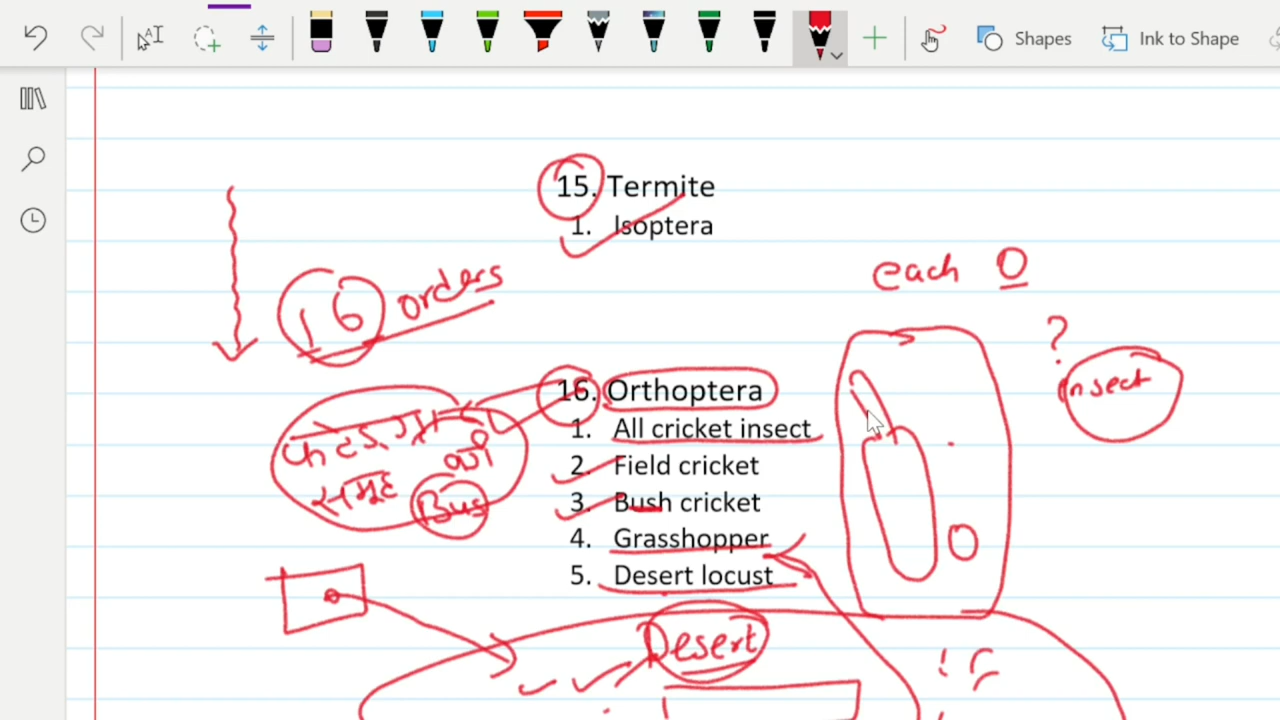 Shapes
Ink to Shape
15. Termite
1. Isoptera
16 orders
each O
?
insect
16. Orthoptera
1. All cricket insect
2. Field cricket
3. Bush cricket
4. Grasshopper
5. Desert locust
समूह
Bus
Desert